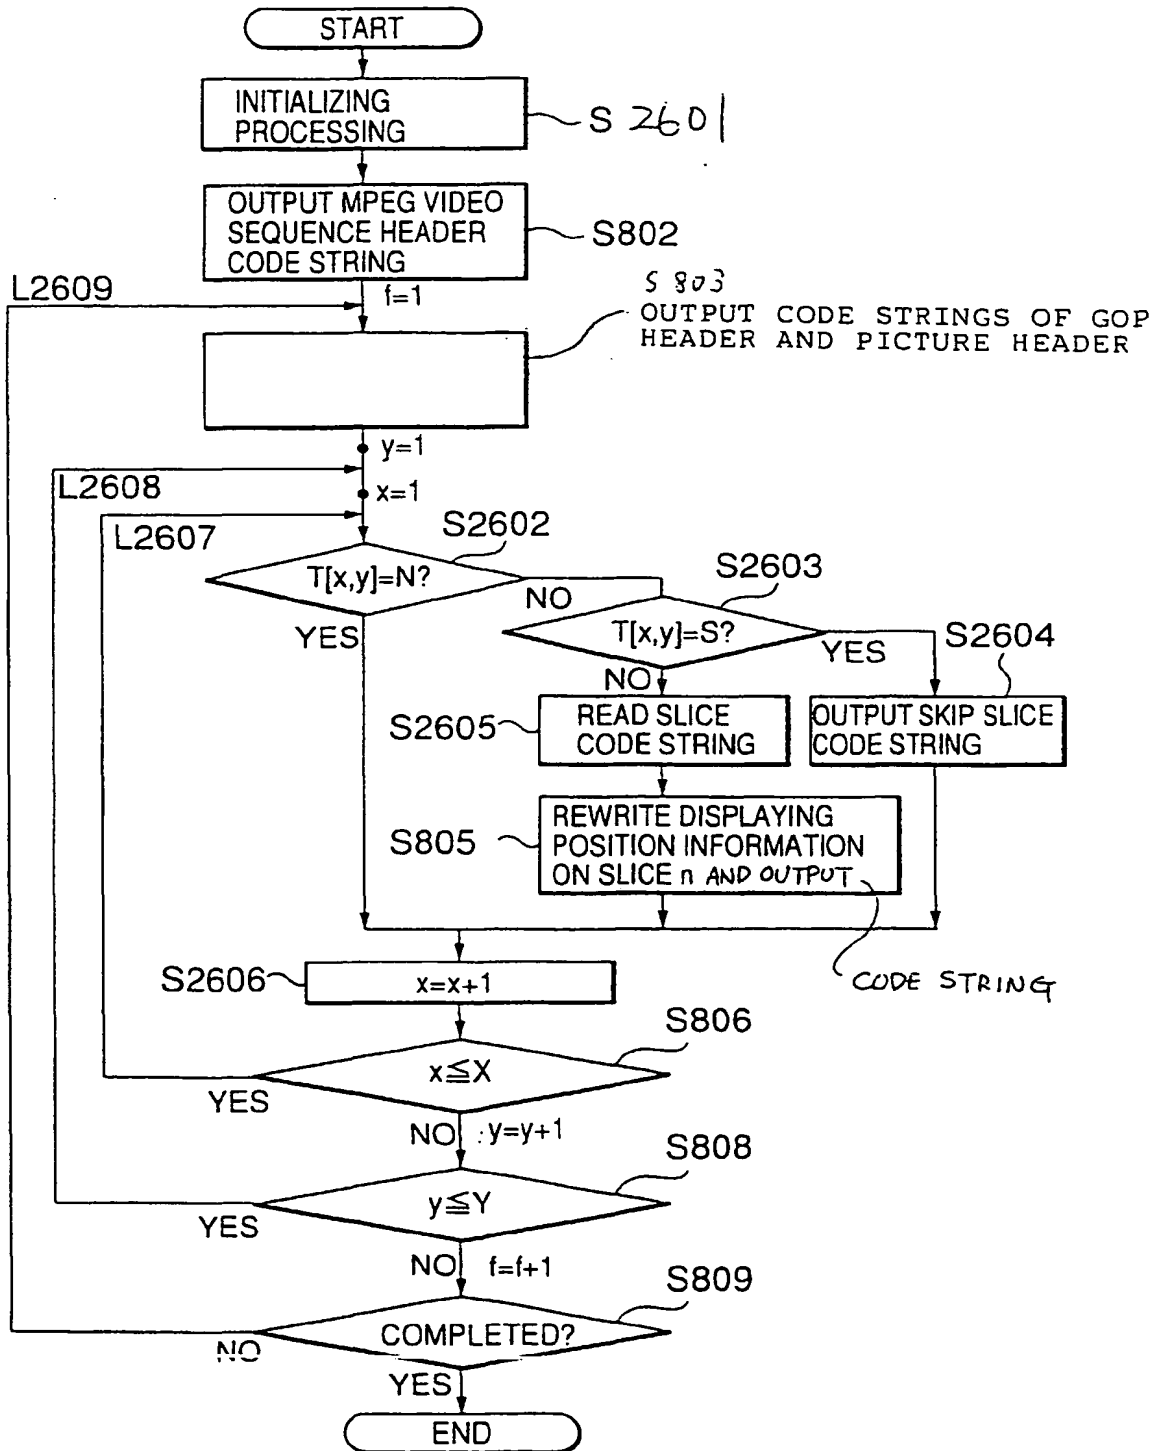 START
INITIALIZING
PROCESSING
S 2601
OUTPUT MPEG VIDEO
SEQUENCE HEADER
CODE STRING
S802
L2609
f=1
S 803
OUTPUT CODE STRINGS OF GOP
HEADER AND PICTURE HEADER
y=1
L2608
x=1
L2607
S2602
T[x,y]=N?
NO
YES
S2603
T[x,y]=S?
YES
NO
S2604
S2605
READ SLICE
CODE STRING
OUTPUT SKIP SLICE
CODE STRING
S805
REWRITE DISPLAYING
POSITION INFORMATION
ON SLICE n AND OUTPUT
CODE STRING
S2606
x=x+1
S806
x≦X
YES
NO
y=y+1
S808
y≦Y
YES
NO
f=f+1
S809
COMPLETED?
NO
YES
END